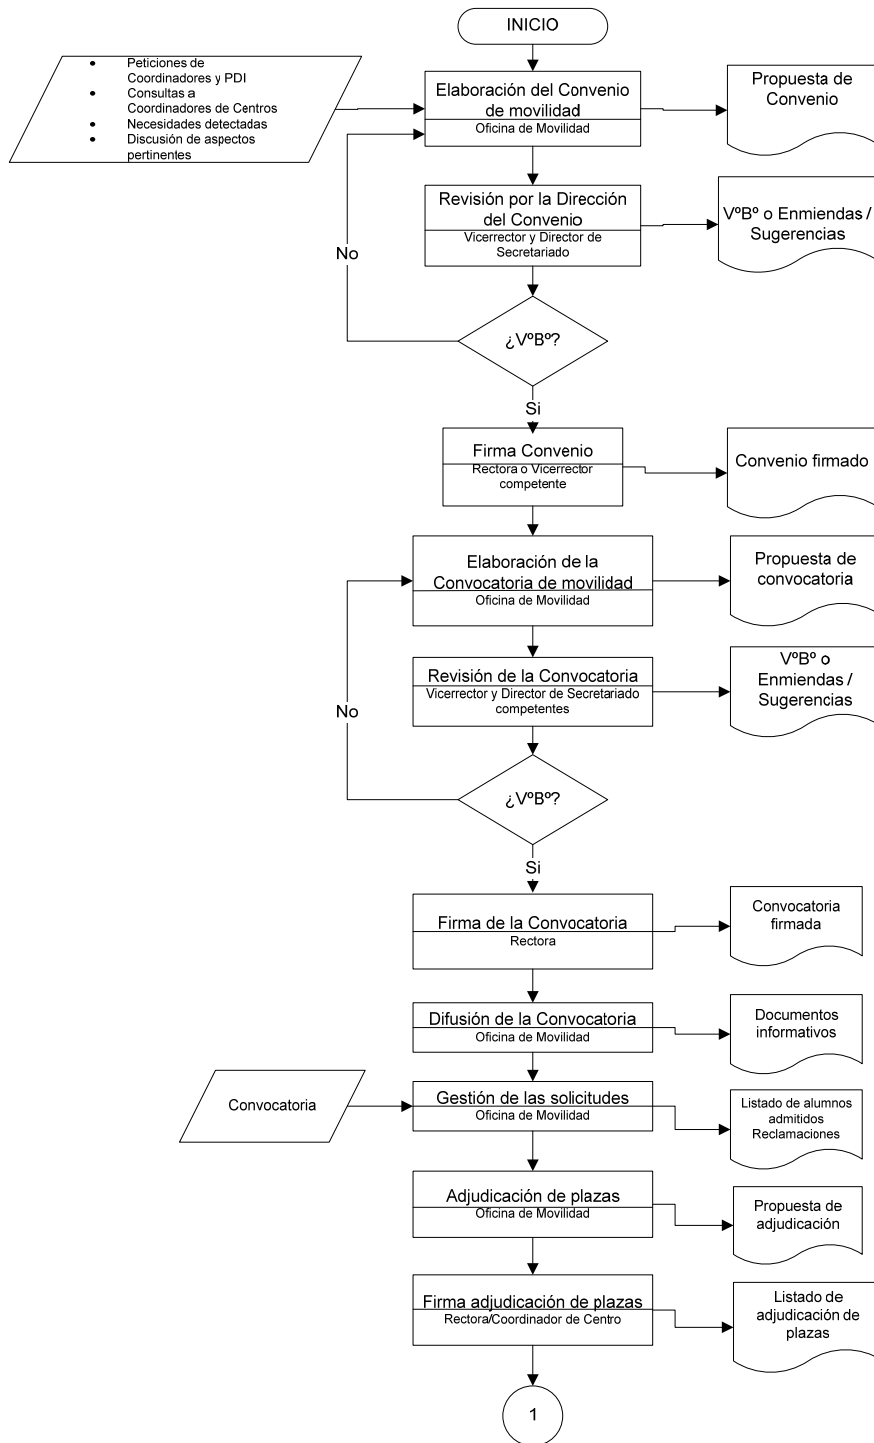 INICIO
• Peticiones de
Coordinadores y PDI
• Consultas a
Coordinadores de Centros
• Necesidades detectadas
• Discusión de aspectos
pertinentes
Elaboración del Convenio
de movilidad
Oficina de Movilidad
Propuesta de
Convenio
Revisión por la Dirección
del Convenio
Vicerrector y Director de
Secretariado
VºBº o Enmiendas /
Sugerencias
No
¿VºBº?
Si
Firma Convenio
Rectora o Vicerrector
competente
Convenio firmado
Elaboración de la
Convocatoria de movilidad
Oficina de Movilidad
Propuesta de
convocatoria
Revisión de la Convocatoria
Vicerrector y Director de Secretariado
competentes
VºBº o
Enmiendas /
Sugerencias
No
¿VºBº?
Si
Firma de la Convocatoria
Rectora
Convocatoria
firmada
Difusión de la Convocatoria
Oficina de Movilidad
Documentos
informativos
Convocatoria
Gestión de las solicitudes
Oficina de Movilidad
Listado de alumnos
admitidos
Reclamaciones
Adjudicación de plazas
Oficina de Movilidad
Propuesta de
adjudicación
Firma adjudicación de plazas
Rectora/Coordinador de Centro
Listado de
adjudicación de
plazas
1